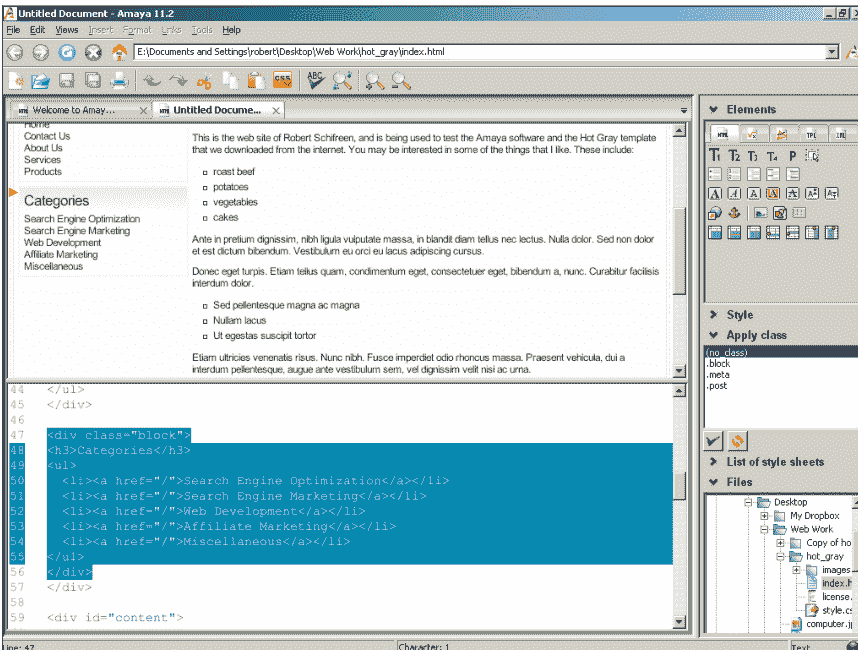 Untitled Document - Amaya 11.2
File Edit Views Insert Format Links Tools Help
E:\Documents and Settings\robert\Desktop\Web Work\hot_gray\index.html
Welcome to Amay...
Untitled Docume...
Home
Contact Us
About Us
Services
Products
Categories
Search Engine Optimization
Search Engine Marketing
Web Development
Affiliate Marketing
Miscellaneous
This is the web site of Robert Schifreen, and is being used to test the Amaya software and the Hot Gray template
that we downloaded from the internet. You may be interested in some of the things that I like. These include:
roast beef
potatoes
vegetables
cakes
Ante in pretium dignissim, nibh ligula vulputate massa, in blandit diam tellus nec lectus. Nulla dolor. Sed non dolor
et est dictum bibendum. Vestibulum eu orci eu lacus adipiscing cursus.
Donec eget turpis. Etiam tellus quam, condimentum eget, consectetuer eget, bibendum a, nunc. Curabitur facilisis
interdum dolor.
Sed pellentesque magna ac magna
Nullam lacus
Ut egestas suscipit tortor
Etiam ultricies venenatis risus. Nunc nibh. Fusce imperdiet odio rhoncus massa. Praesent vehicula, dui a
interdum pellentesque, augue ante vestibulum sem, vel dignissim velit nisi ac urna.
44 </ul>
45 </div>
46
47 <div class="block">
48 <h3>Categories</h3>
49 <ul>
50 <li><a href="/">Search Engine Optimization</a></li>
51 <li><a href="/">Search Engine Marketing</a></li>
52 <li><a href="/">Web Development</a></li>
53 <li><a href="/">Affiliate Marketing</a></li>
54 <li><a href="/">Miscellaneous</a></li>
55 </ul>
56 </div>
57 </div>
58
59 <div id="content">
Elements
T1 T2 T3 T4 P
Style
Apply class
(no_class)
.block
.meta
.post
List of style sheets
Files
Desktop
My Dropbox
Web Work
Copy of ho
hot_gray
images
index.h
license.
style.cs
computer.j
Line: 47
Character: 1
Text